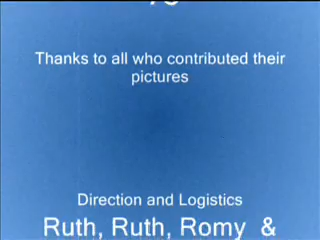 Thanks to all who contributed their
pictures
Direction and Logistics
Ruth, Ruth, Romy &